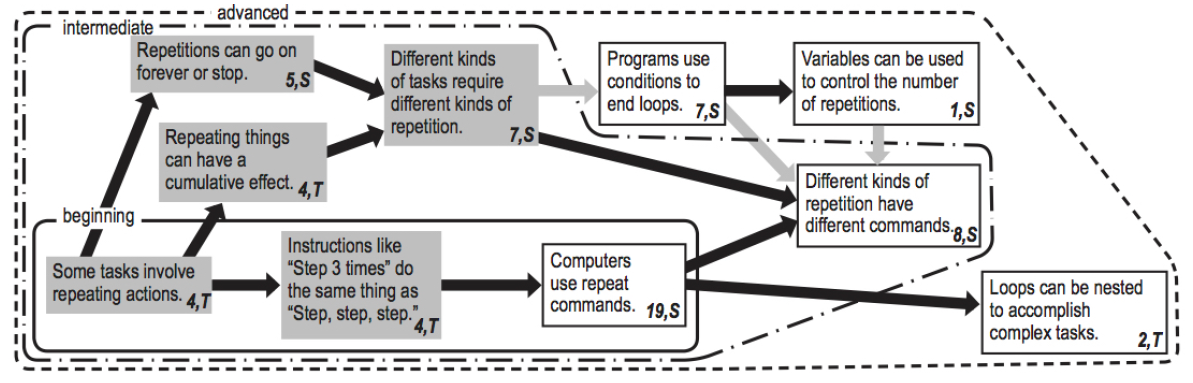 advanced
intermediate
Repetitions can go on
forever or stop.
5,S
Different kinds
of tasks require
different kinds of
repetition.
7,S
Programs use
conditions to
end loops.
7,S
Variables can be used
to control the number
of repetitions.
1,S
Repeating things
can have a
cumulative effect.
4,T
Different kinds of
repetition have
different commands.
8,S
beginning
Some tasks involve
repeating actions.
4,T
Instructions like
“Step 3 times” do
the same thing as
“Step, step, step.”
4,T
Computers
use repeat
commands.
19,S
Loops can be nested
to accomplish
complex tasks.
2,T